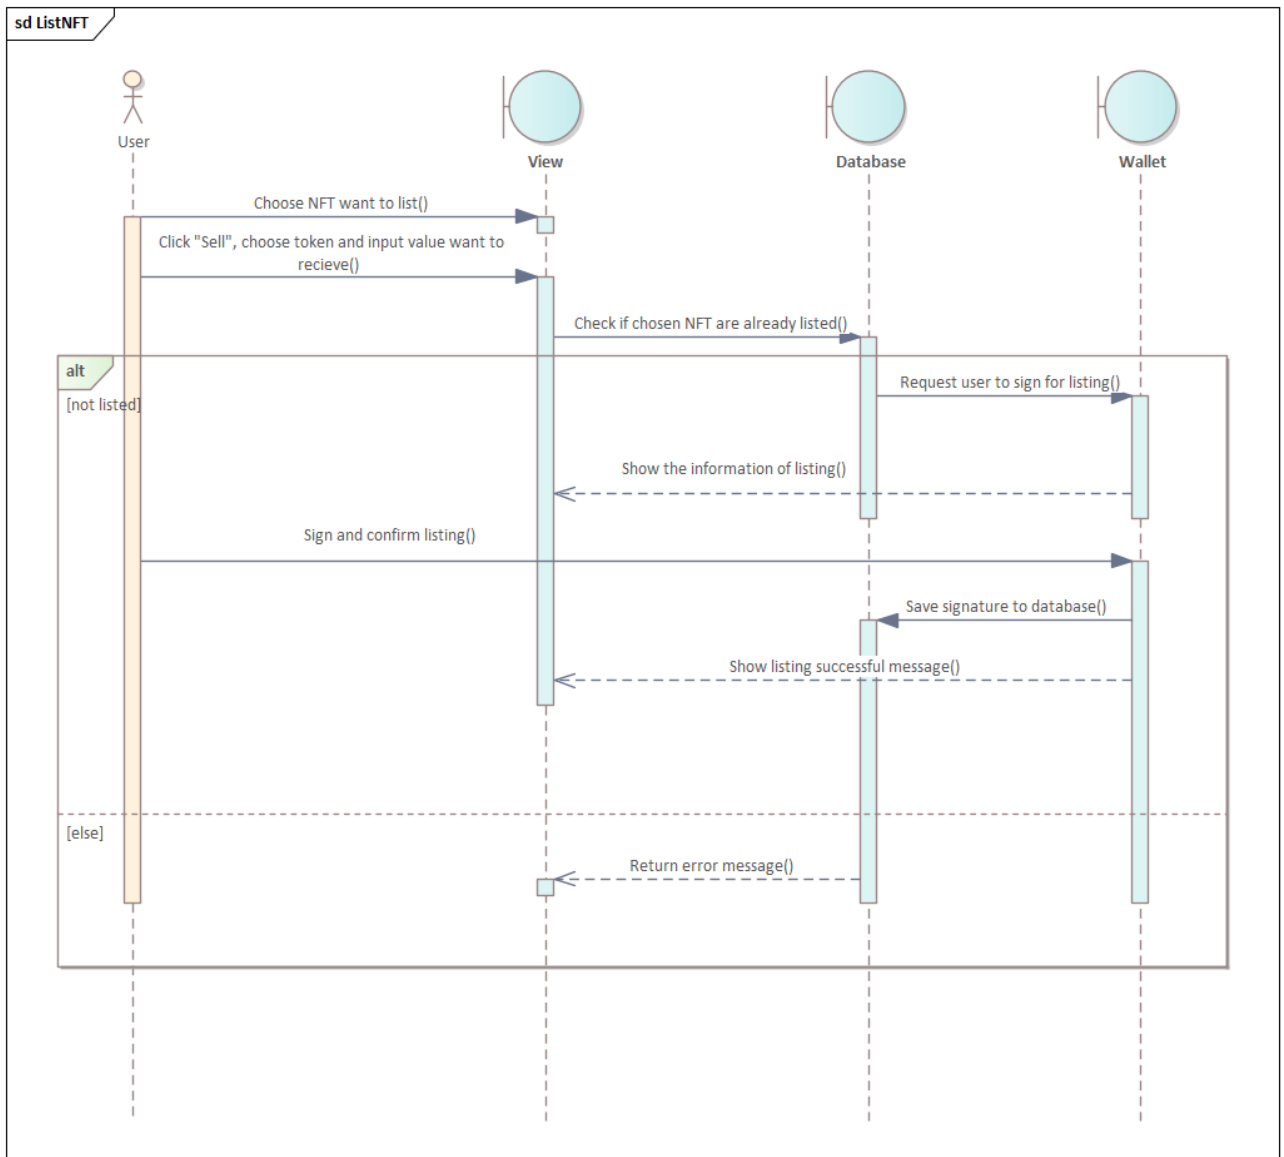 sd ListNFT
User
View
Database
Wallet
Choose NFT want to list()
Click "Sell", choose token and input value want to
recieve()
Check if chosen NFT are already listed()
alt
[not listed]
Request user to sign for listing()
Show the information of listing()
Sign and confirm listing()
Save signature to database()
Show listing successful message()
[else]
Return error message()